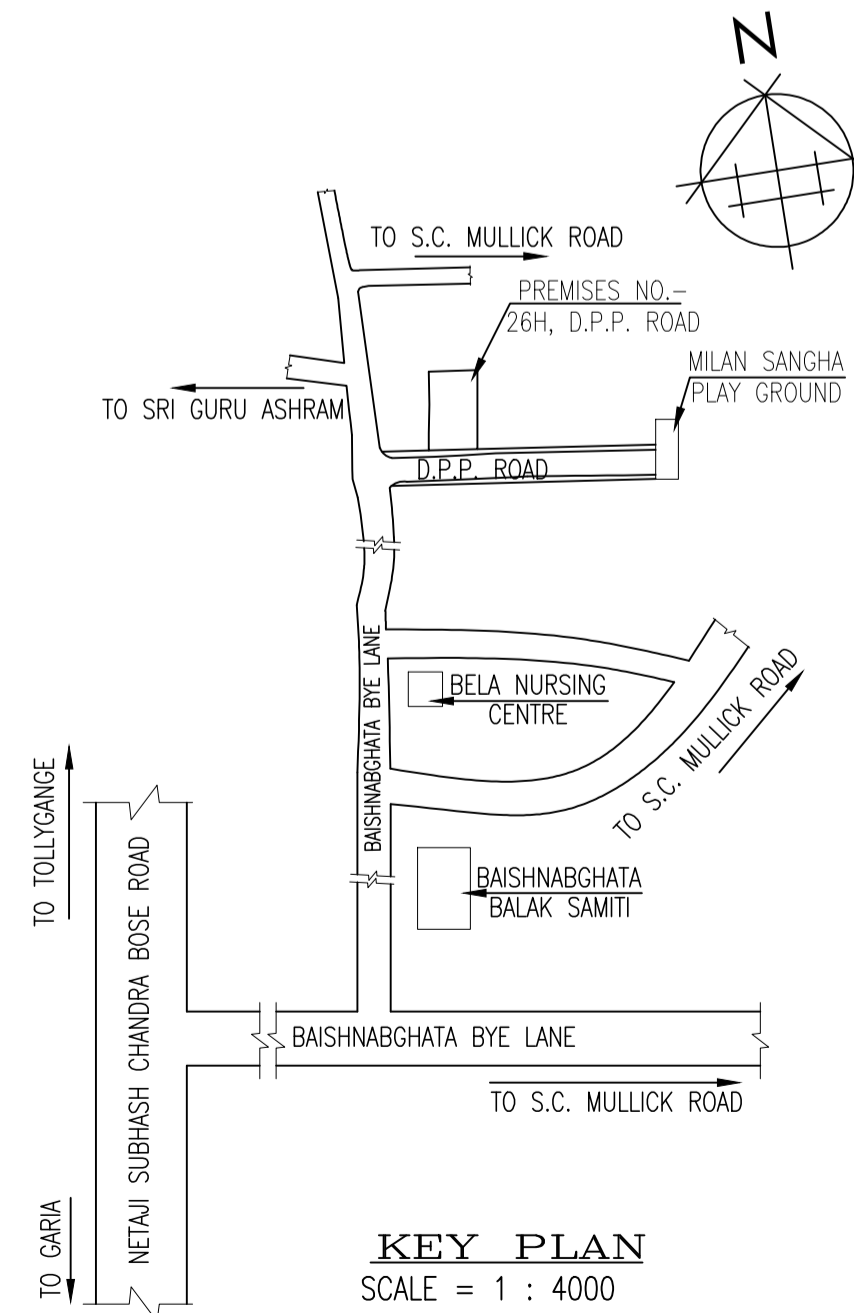 N
TO S.C. MULLICK ROAD
PREMISES NO.-
26H, D.P.P. ROAD
MILAN SANGHA
PLAY GROUND
TO SRI GURU ASHRAM
D.P.P. ROAD
BELA NURSING
CENTRE
BAISHNABGHATA BYE LANE
TO S.C. MULLICK ROAD
TO TOLLYGANGE
NETAJI SUBHASH CHANDRA BOSE ROAD
BAISHNABGHATA
BALAK SAMITI
BAISHNABGHATA BYE LANE
TO S.C. MULLICK ROAD
TO GARIA
KEY PLAN
SCALE = 1 : 4000